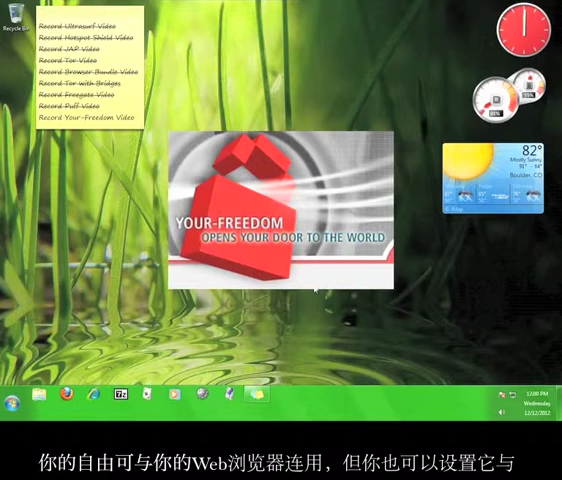 Recycle Bin
Record Ultrasurf Video
Record Hotspot Shield Video
Record JAP Video
Record Tor Video
Record Browser Bundle Video
Record Tor with Bridges
Record Freegate Video
Record Puff Video
Record Your-Freedom Video
82°
Mostly Sunny
Boulder, CO
YOUR-FREEDOM
OPENS YOUR DOOR TO THE WORLD
12:00 PM
Wednesday
12/12/2012
你的自由可与你的Web浏览器连用，但你也可以设置它与